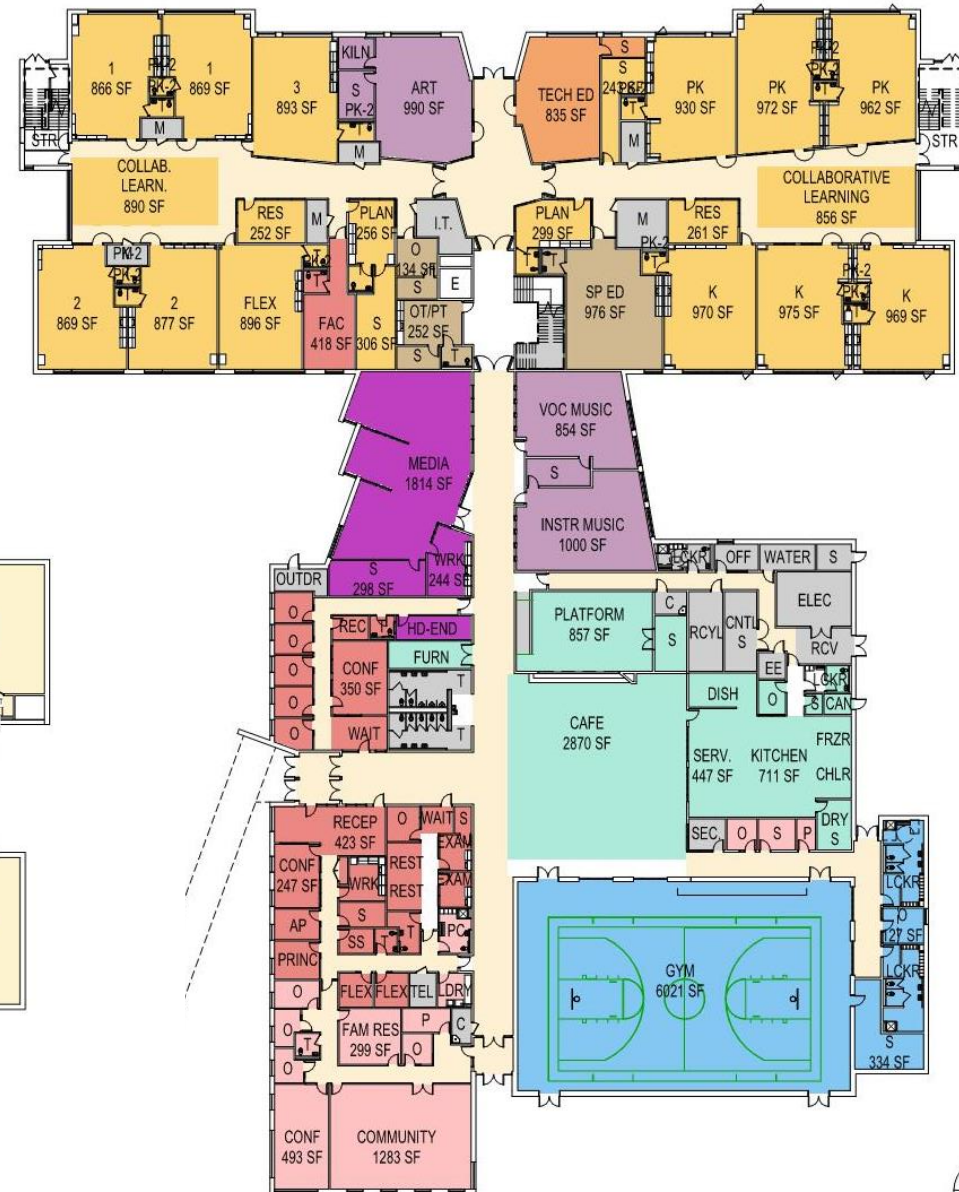 1
866 SF
1
869 SF
3
893 SF
KILN
S
PK-2
ART
990 SF
TECH ED
835 SF
S
S
PK
930 SF
PK
972 SF
PK
962 SF
PK-2
T
M
T
M
T
M
STR
STR
COLLAB.
LEARN.
890 SF
COLLABORATIVE
LEARNING
856 SF
RES
252 SF
M
PLAN
256 SF
I.T.
PLAN
299 SF
M
PK-2
RES
261 SF
2
869 SF
PK-2
T
2
877 SF
FLEX
896 SF
T
FAC
418 SF
S
306 SF
O
134 SF
S
E
OT/PT
252 SF
S
T
T
T
SP ED
976 SF
T
K
970 SF
K
975 SF
PK-2
T
K
969 SF
MEDIA
1814 SF
VOC MUSIC
854 SF
S
INSTR MUSIC
1000 SF
S
298 SF
WRK
244 SF
OUTDR
LCKR
OFF
WATER
S
ELEC
O
O
O
O
O
REC
T
HD-END
CONF
350 SF
FURN
WAIT
T
T
PLATFORM
857 SF
C
S
RCYL
CNTL
S
RCV
EE
LCKR
DISH
O
S
CAN
CAFE
2870 SF
SERV.
447 SF
KITCHEN
711 SF
FRZR
CHLR
DRY
S
SEC.
O
S
P
RECEP
423 SF
O
WAIT
S
EXAM
EXAM
CONF
247 SF
WRK
REST
REST
AP
S
SS
T
T
PC
PRINC
O
FLEX
FLEX
TEL
LDRY
O
T
O
FAM RES
299 SF
P
O
C
CONF
493 SF
COMMUNITY
1283 SF
GYM
6021 SF
LCKR
O
127 SF
LCKR
S
334 SF